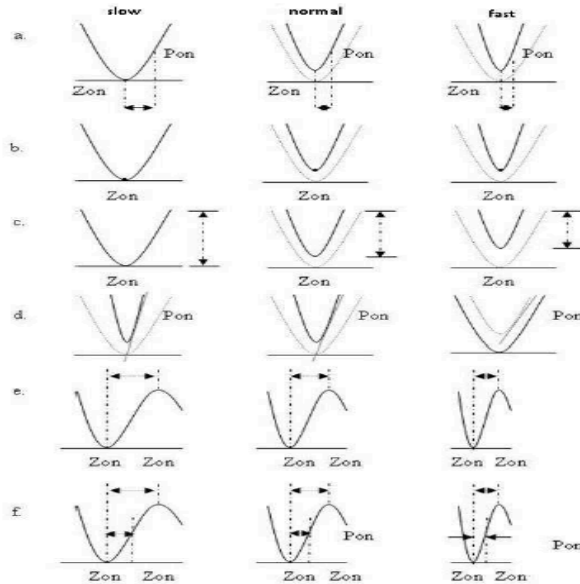 slow normal fast
a. Pon Pon Pon
Zon Zon Zon
b.
Zon Zon Zon
c.
Zon Zon Zon
d. Pon Pon Pon
e.
Zon Zon Zon Zon Zon Zon
f.
Pon Pon
Zon Zon Zon Zon Zon Zon